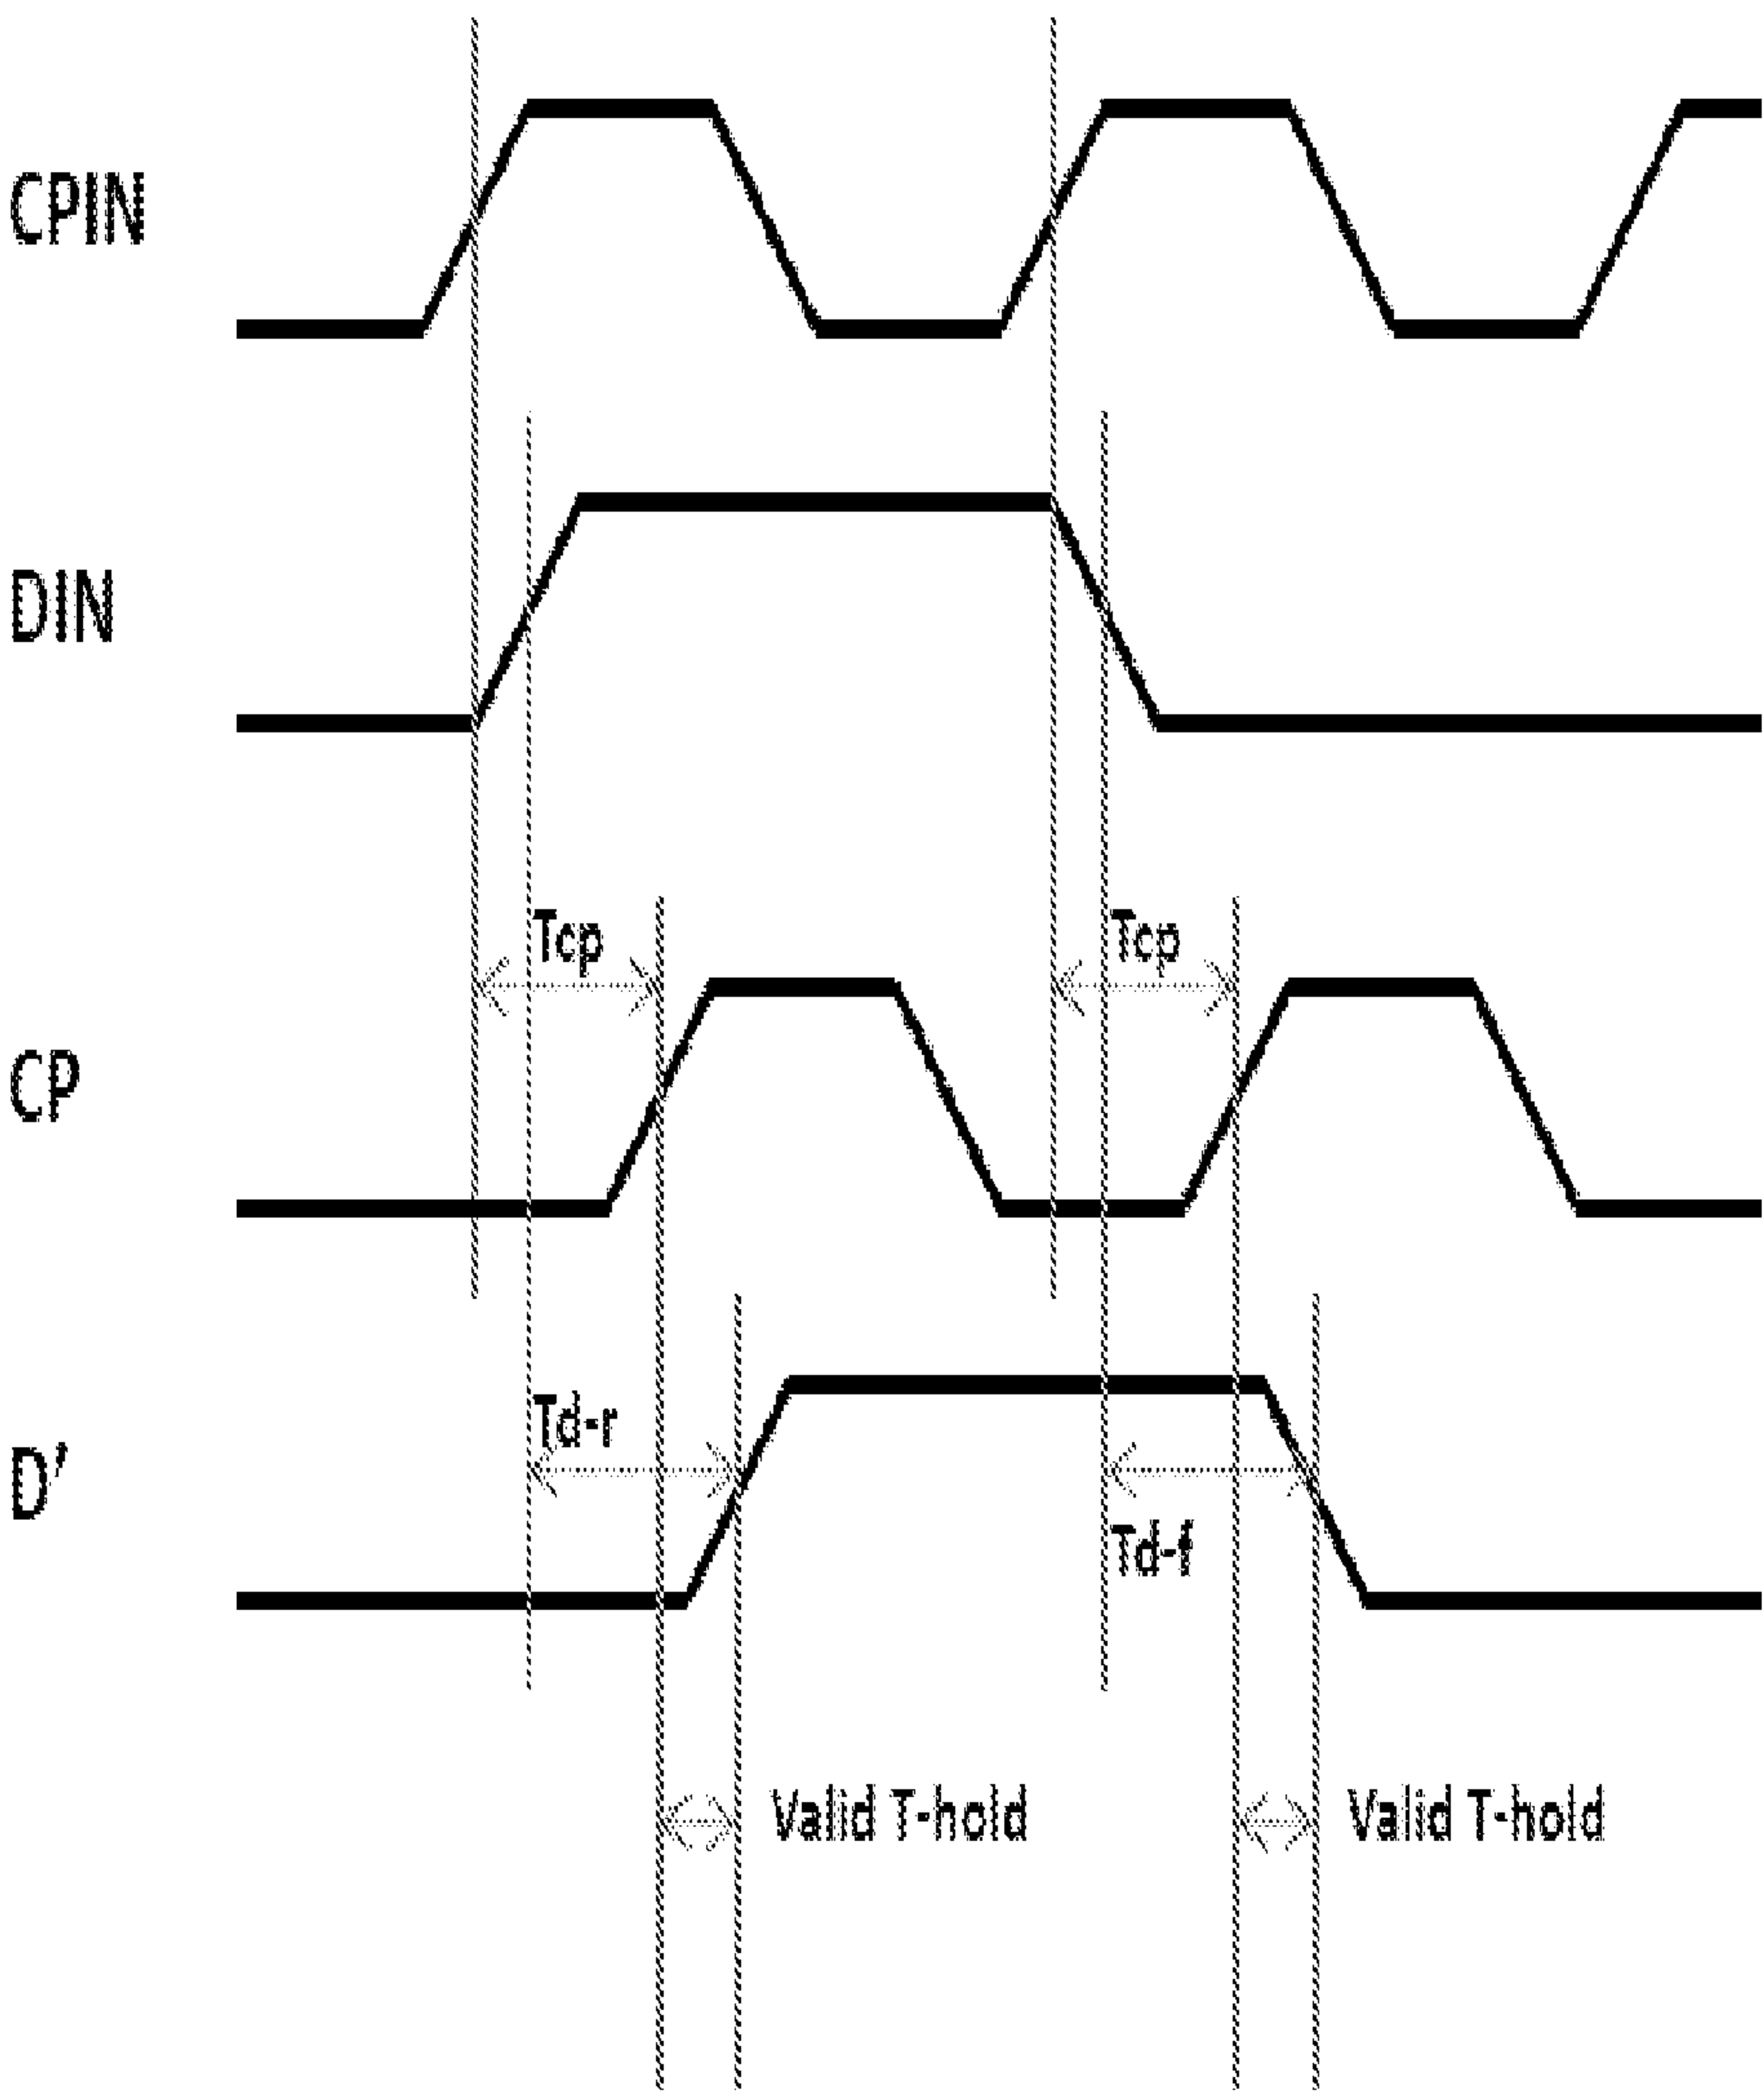 CPIN
DIN
Tcp Tcp
CP
Td-r
D'
Td-f
Valid T-hold Valid T-hold